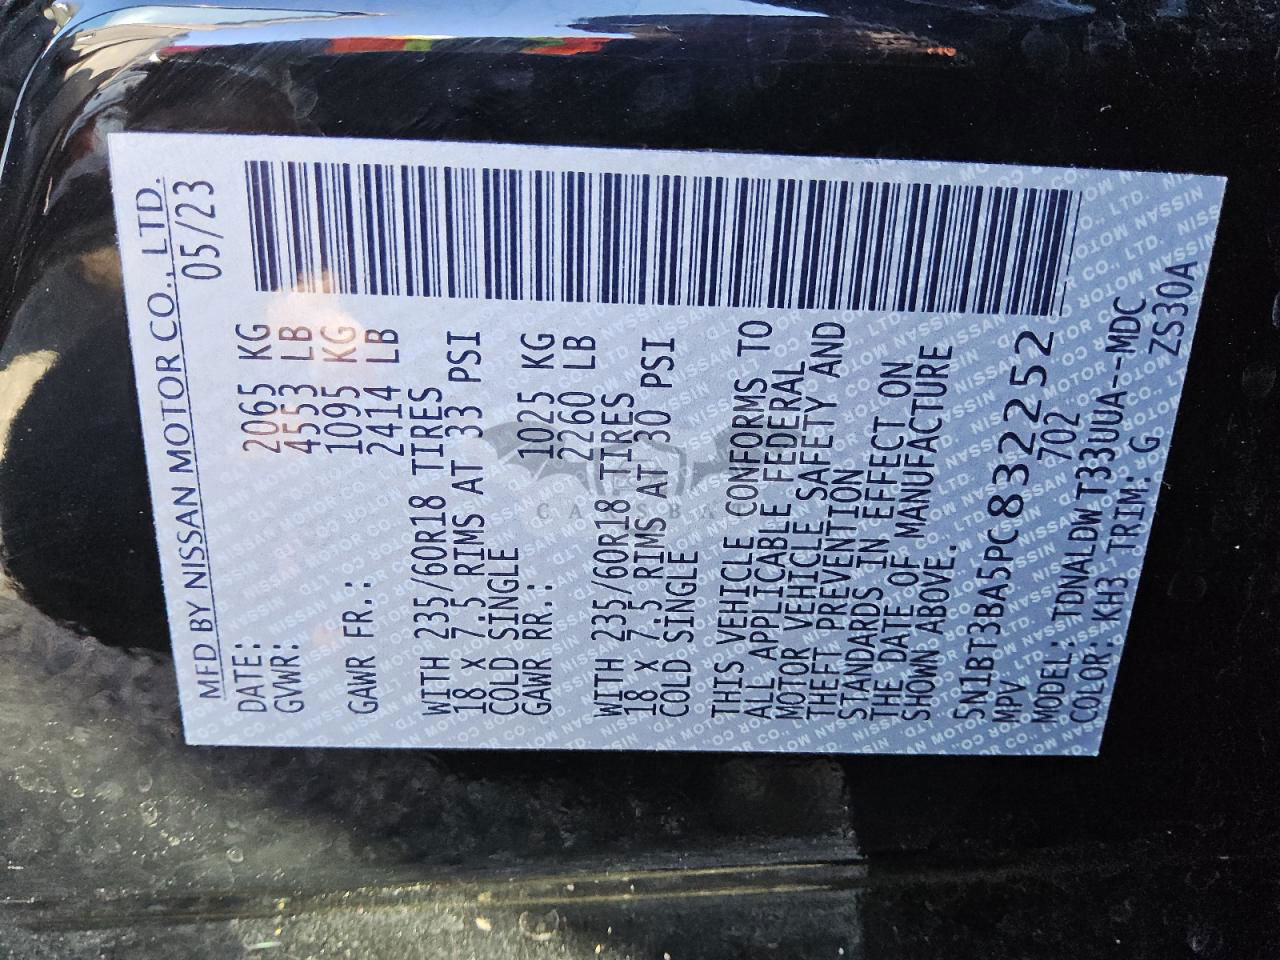 MFD BY NISSAN MOTOR CO., LTD.
DATE: 05/23
GVWR: 2065 KG
4553 LB
GAWR FR.: 1095 KG
2414 LB
WITH 235/60R18 TIRES
18 x 7.5 RIMS AT 33 PSI
COLD SINGLE
GAWR RR.: 1025 KG
2260 LB
WITH 235/60R18 TIRES
18 x 7.5 RIMS AT 30 PSI
COLD SINGLE
THIS VEHICLE CONFORMS TO
ALL APPLICABLE FEDERAL
MOTOR VEHICLE SAFETY AND
THEFT PREVENTION
STANDARDS IN EFFECT ON
THE DATE OF MANUFACTURE
SHOWN ABOVE.
5N1BT3BA5PC832252
MPV 702
MODEL: TDNALDWT33UUA--MDC
COLOR: KH3 TRIM: G ZS30A